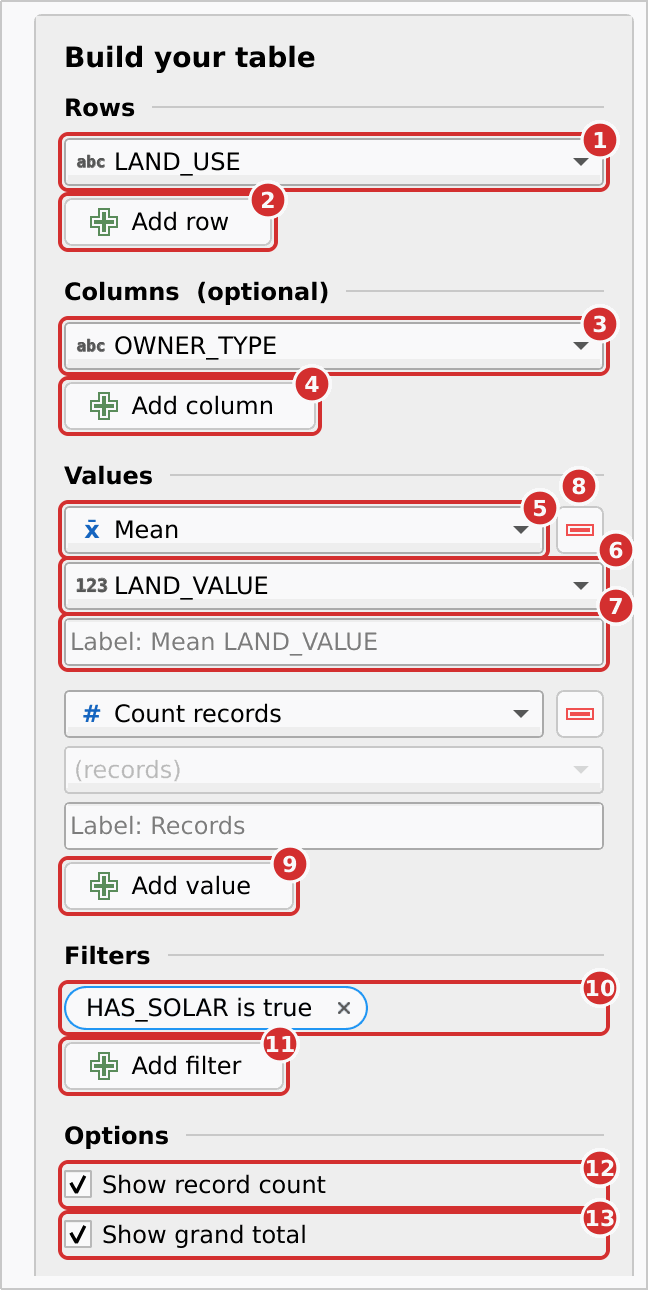 Build your table
Rows
1
abc LAND_USE
2
Add row
Columns (optional)
3
abc OWNER_TYPE
4
Add column
Values
8
5
x̄ Mean
6
123 LAND_VALUE
7
Label: Mean LAND_VALUE
# Count records
(records)
Label: Records
9
Add value
Filters
10
HAS_SOLAR is true ×
11
Add filter
Options
12
Show record count
13
Show grand total